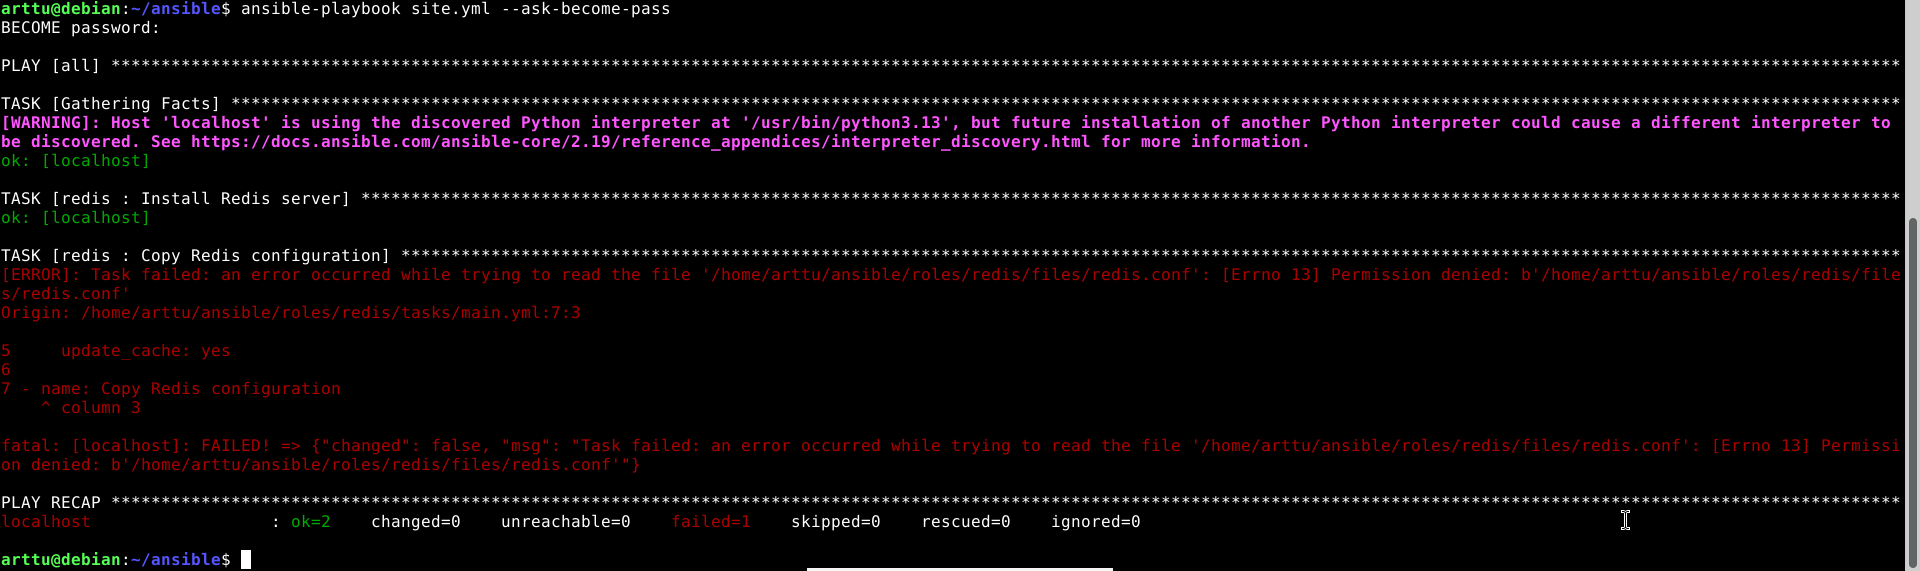 arttu@debian:~/ansible$ ansible-playbook site.yml --ask-become-pass
BECOME password:
PLAY [all] *****************************************************************************************************************************************************************************
TASK [Gathering Facts] *****************************************************************************************************************************************************************
[WARNING]: Host 'localhost' is using the discovered Python interpreter at '/usr/bin/python3.13', but future installation of another Python interpreter could cause a different interpreter to
be discovered. See https://docs.ansible.com/ansible-core/2.19/reference_appendices/interpreter_discovery.html for more information.
ok: [localhost]
TASK [redis : Install Redis server] ****************************************************************************************************************************************************
ok: [localhost]
TASK [redis : Copy Redis configuration] ************************************************************************************************************************************************
[ERROR]: Task failed: an error occurred while trying to read the file '/home/arttu/ansible/roles/redis/files/redis.conf': [Errno 13] Permission denied: b'/home/arttu/ansible/roles/redis/file
s/redis.conf'
Origin: /home/arttu/ansible/roles/redis/tasks/main.yml:7:3
5     update_cache: yes
6
7 - name: Copy Redis configuration
    ^ column 3
fatal: [localhost]: FAILED! => {"changed": false, "msg": "Task failed: an error occurred while trying to read the file '/home/arttu/ansible/roles/redis/files/redis.conf': [Errno 13] Permissi
on denied: b'/home/arttu/ansible/roles/redis/files/redis.conf'"}
PLAY RECAP *****************************************************************************************************************************************************************************
localhost                  : ok=2    changed=0    unreachable=0    failed=1    skipped=0    rescued=0    ignored=0
arttu@debian:~/ansible$